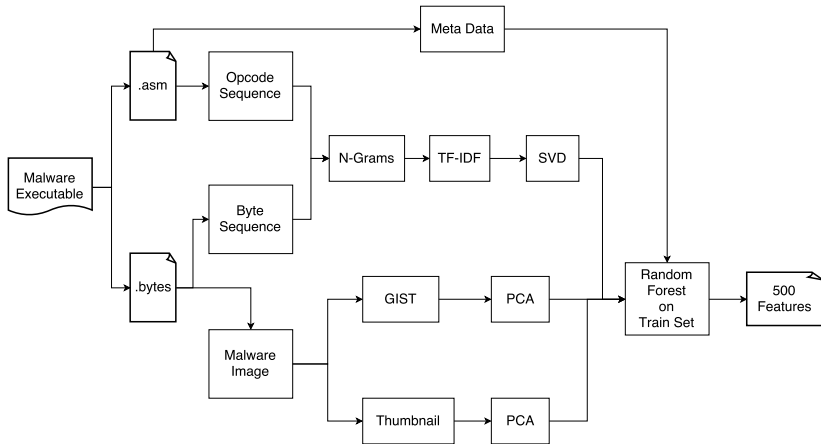 Meta Data
.asm
Opcode
Sequence
N-Grams
TF-IDF
SVD
Malware
Executable
Byte
Sequence
.bytes
GIST
PCA
Random
Forest
on
Train Set
500
Features
Malware
Image
Thumbnail
PCA